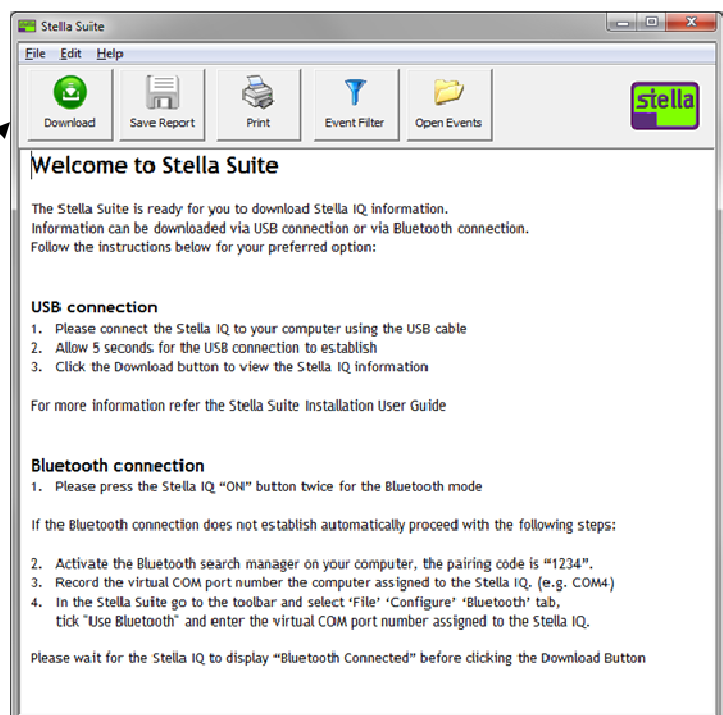 Stella Suite
File Edit Help
Download Save Report Print Event Filter Open Events
stella
Welcome to Stella Suite
The Stella Suite is ready for you to download Stella IQ information.
Information can be downloaded via USB connection or via Bluetooth connection.
Follow the instructions below for your preferred option:
USB connection
1. Please connect the Stella IQ to your computer using the USB cable
2. Allow 5 seconds for the USB connection to establish
3. Click the Download button to view the Stella IQ information
For more information refer the Stella Suite Installation User Guide
Bluetooth connection
1. Please press the Stella IQ “ON” button twice for the Bluetooth mode
If the Bluetooth connection does not establish automatically proceed with the following steps:
2. Activate the Bluetooth search manager on your computer, the pairing code is “1234”.
3. Record the virtual COM port number the computer assigned to the Stella IQ. (e.g. COM4)
4. In the Stella Suite go to the toolbar and select ‘File’ ‘Configure’ ‘Bluetooth’ tab,
tick "Use Bluetooth" and enter the virtual COM port number assigned to the Stella IQ.
Please wait for the Stella IQ to display “Bluetooth Connected” before clicking the Download Button